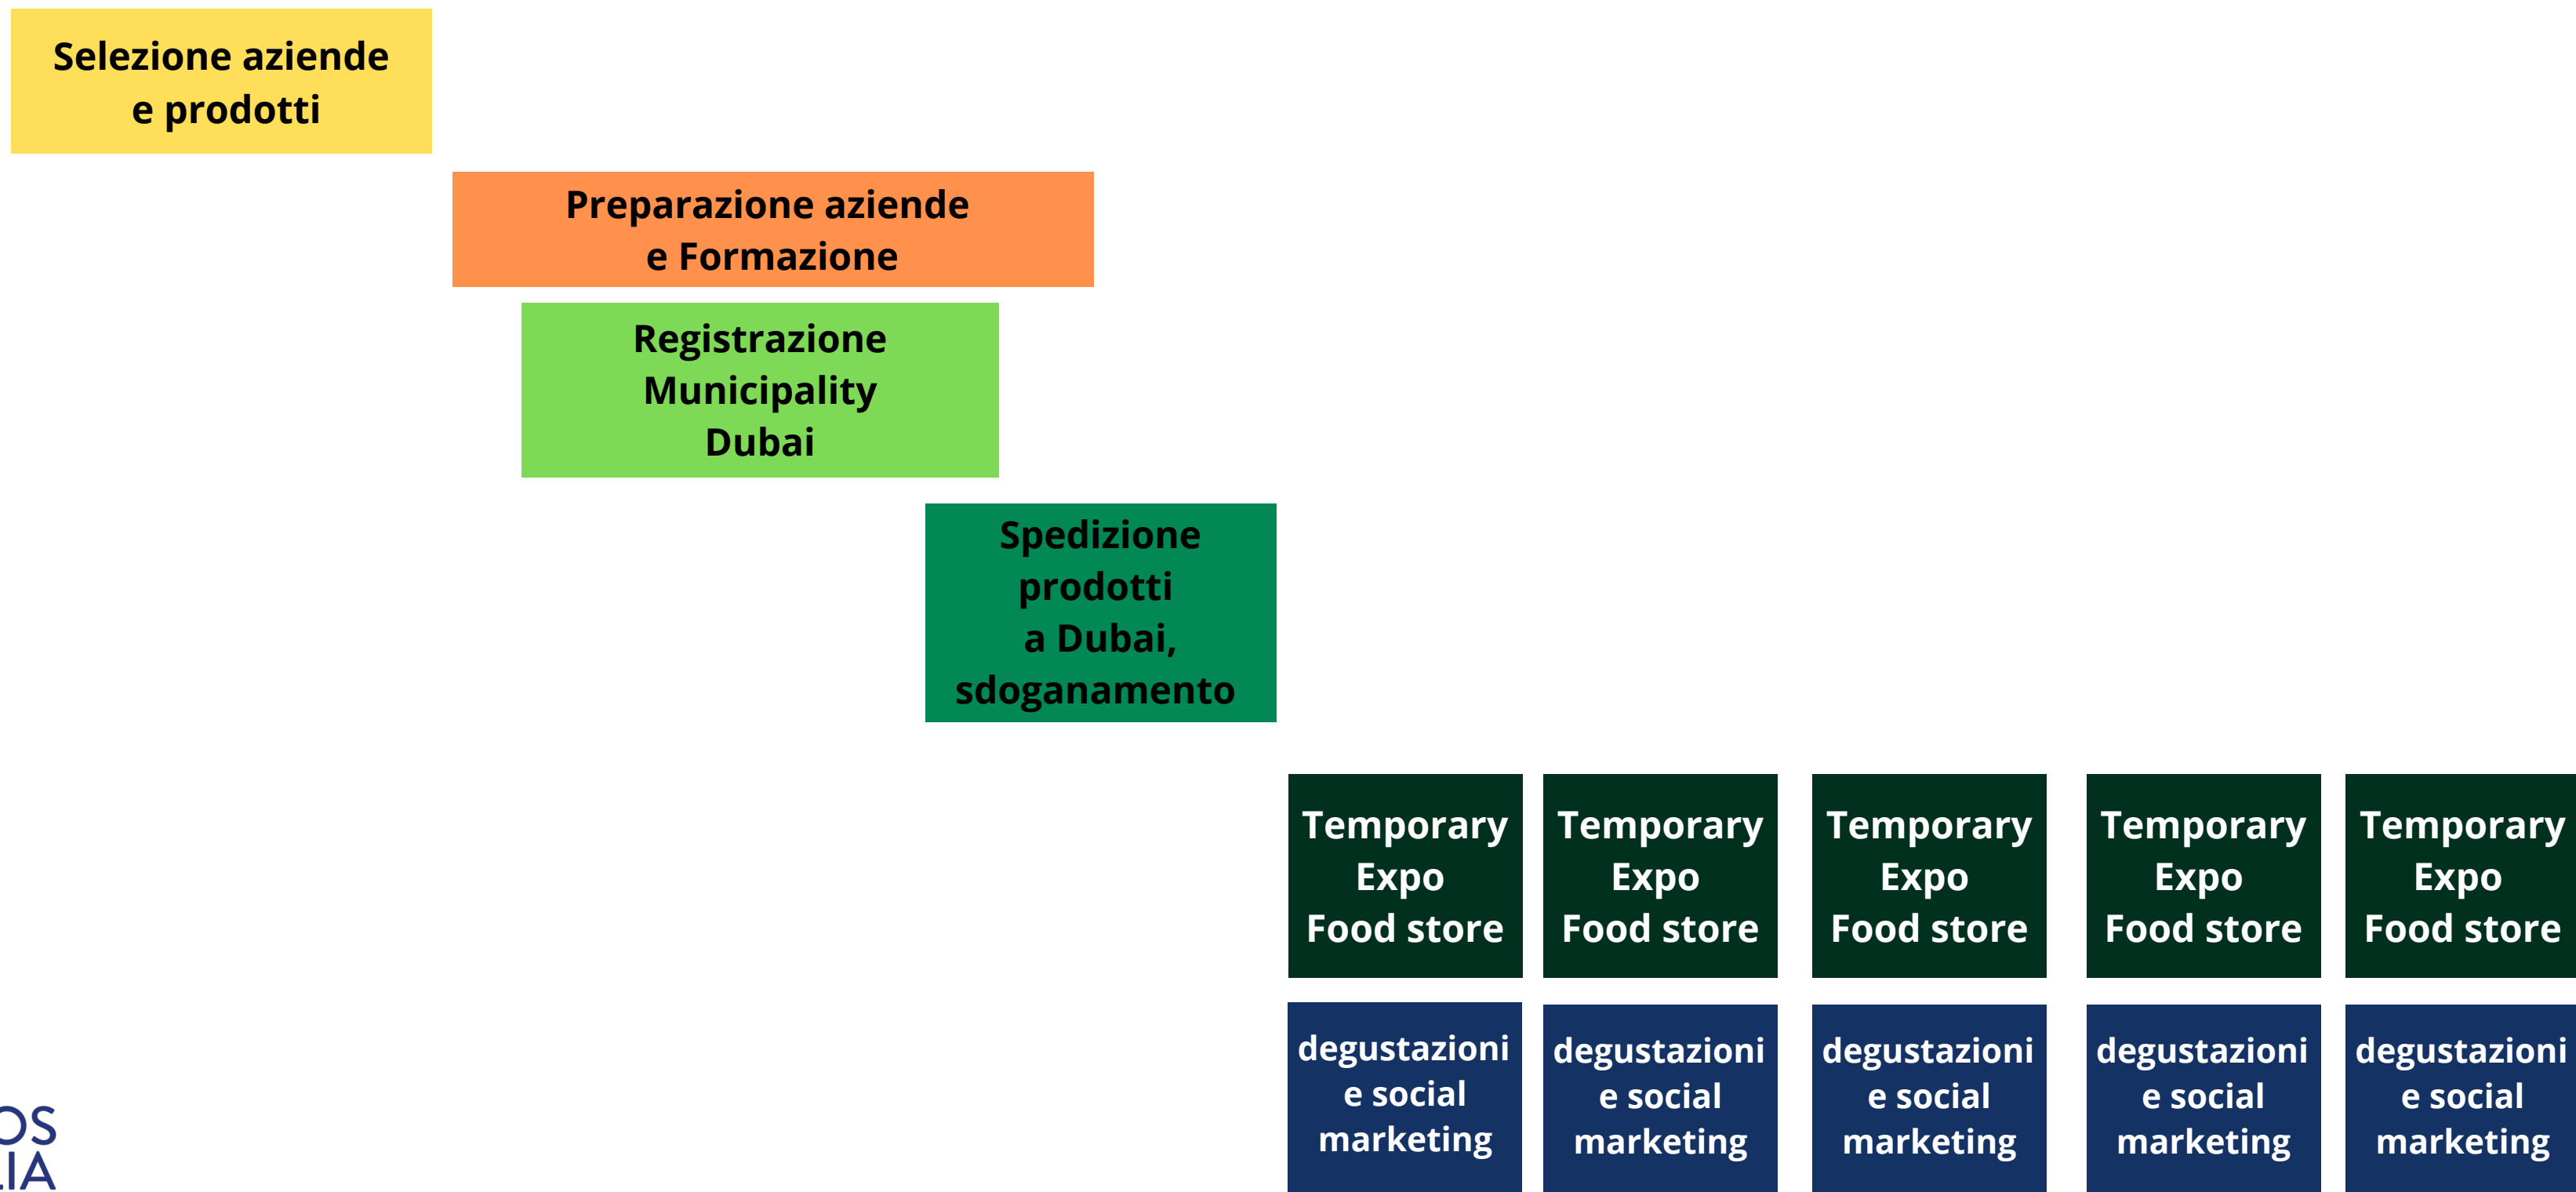 Selezione aziende
e prodotti
Preparazione aziende
e Formazione
Registrazione
Municipality
Dubai
Spedizione
prodotti
a Dubai,
sdoganamento
Temporary
Expo
Food store
Temporary
Expo
Food store
Temporary
Expo
Food store
Temporary
Expo
Food store
Temporary
Expo
Food store
degustazioni
e social
marketing
degustazioni
e social
marketing
degustazioni
e social
marketing
degustazioni
e social
marketing
degustazioni
e social
marketing